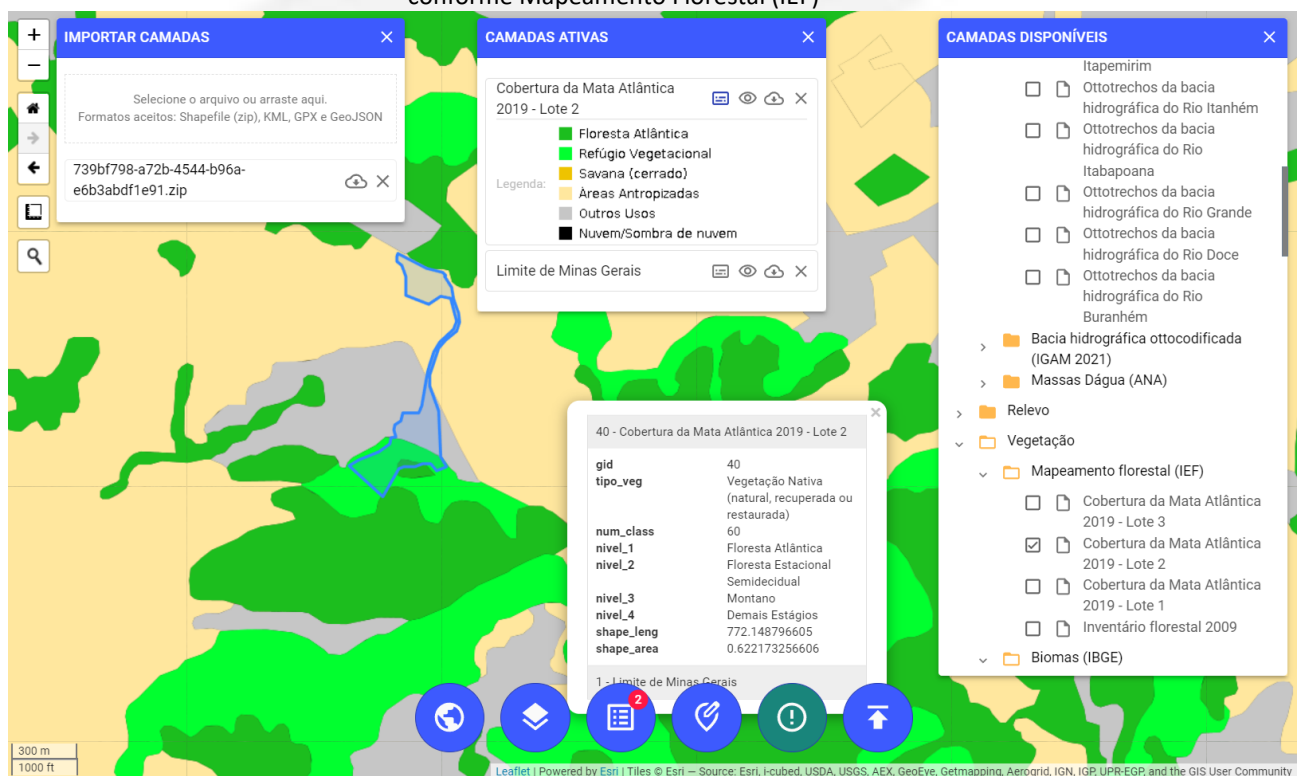 conforme Mapeamento Florestal (IEF)
+
−
IMPORTAR CAMADAS
Selecione o arquivo ou arraste aqui.
Formatos aceitos: Shapefile (zip), KML, GPX e GeoJSON
739bf798-a72b-4544-b96a-
e6b3abdf1e91.zip
CAMADAS ATIVAS
Cobertura da Mata Atlântica
2019 - Lote 2
Legenda:
Floresta Atlântica
Refúgio Vegetacional
Savana (cerrado)
Áreas Antropizadas
Outros Usos
Nuvem/Sombra de nuvem
Limite de Minas Gerais
CAMADAS DISPONÍVEIS
Itapemirim
Ottotrechos da bacia
hidrográfica do Rio Itanhém
Ottotrechos da bacia
hidrográfica do Rio
Itabapoana
Ottotrechos da bacia
hidrográfica do Rio Grande
Ottotrechos da bacia
hidrográfica do Rio Doce
Ottotrechos da bacia
hidrográfica do Rio
Buranhém
Bacia hidrográfica ottocodificada
(IGAM 2021)
Massas Dágua (ANA)
Relevo
Vegetação
Mapeamento florestal (IEF)
Cobertura da Mata Atlântica
2019 - Lote 3
Cobertura da Mata Atlântica
2019 - Lote 2
Cobertura da Mata Atlântica
2019 - Lote 1
Inventário florestal 2009
Biomas (IBGE)
40 - Cobertura da Mata Atlântica 2019 - Lote 2
gid 40
tipo_veg Vegetação Nativa
(natural, recuperada ou
restaurada)
num_class 60
nivel_1 Floresta Atlântica
nivel_2 Floresta Estacional
Semidecidual
nivel_3 Montano
nivel_4 Demais Estágios
shape_leng 772.148796605
shape_area 0.622173256606
1 - Limite de Minas Gerais
2
300 m
1000 ft
Leaflet | Powered by Esri | Tiles © Esri — Source: Esri, i-cubed, USDA, USGS, AEX, GeoEye, Getmapping, Aerogrid, IGN, IGP, UPR-EGP, and the GIS User Community